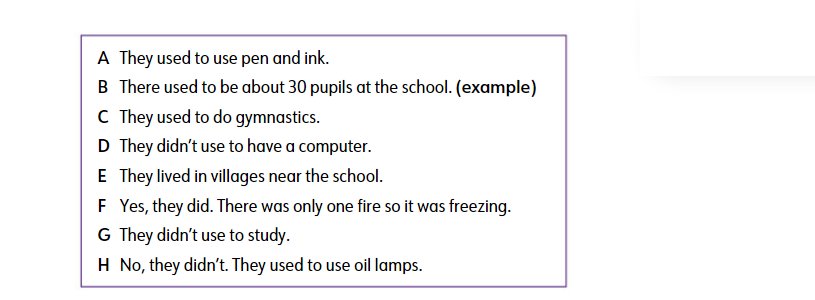 A They used to use pen and ink.
B There used to be about 30 pupils at the school. (example)
C They used to do gymnastics.
D They didn’t use to have a computer.
E They lived in villages near the school.
F Yes, they did. There was only one fire so it was freezing.
G They didn’t use to study.
H No, they didn’t. They used to use oil lamps.